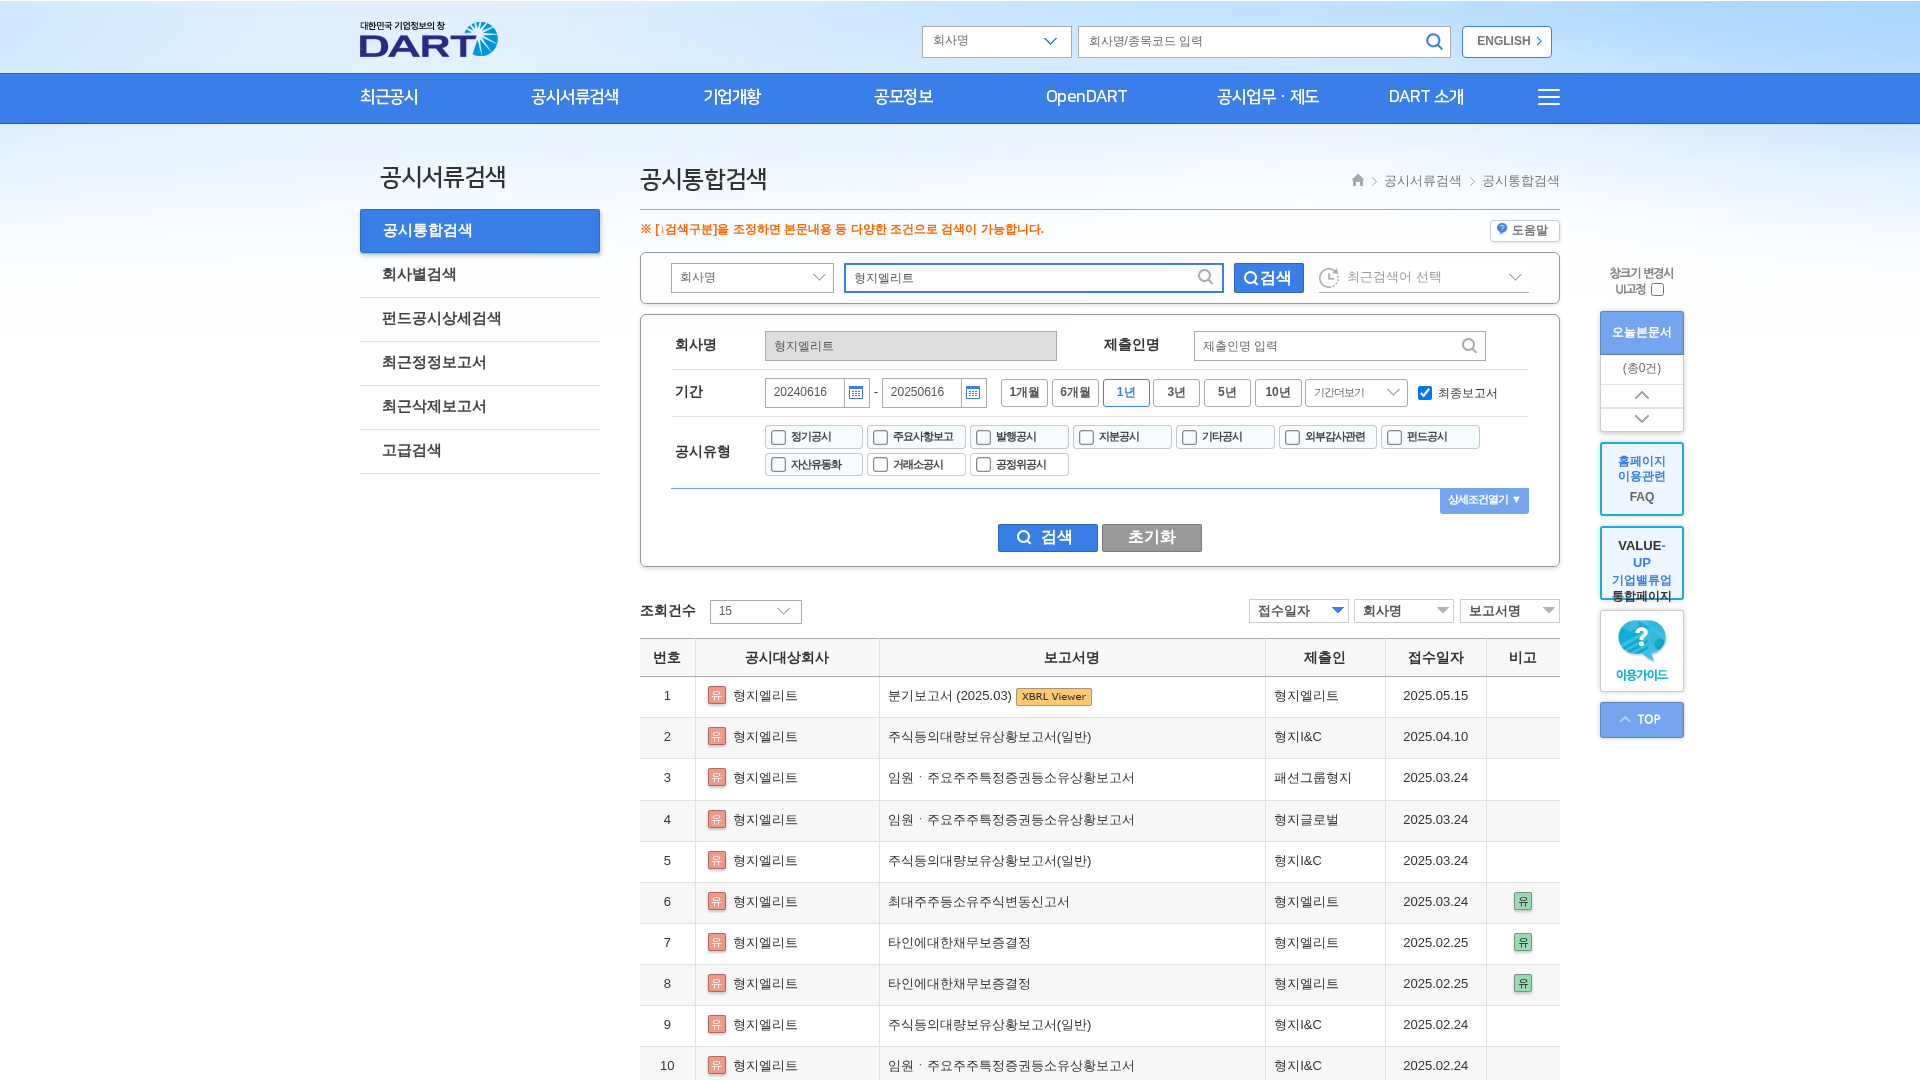 대한민국 기업정보의 창
DART
회사명
회사명/종목코드 입력
ENGLISH
최근공시
공시서류검색
기업개황
공모정보
OpenDART
공시업무ㆍ제도
DART 소개
공시서류검색
공시통합검색
회사별검색
펀드공시상세검색
최근정정보고서
최근삭제보고서
고급검색
공시통합검색
공시서류검색
공시통합검색
※ [↓검색구분]을 조정하면 본문내용 등 다양한 조건으로 검색이 가능합니다.
? 도움말
회사명
형지엘리트
검색
최근검색어 선택
회사명
형지엘리트
제출인명
제출인명 입력
기간
20240616
-
20250616
1개월
6개월
1년
3년
5년
10년
기간더보기
최종보고서
공시유형
정기공시
주요사항보고
발행공시
지분공시
기타공시
외부감사관련
펀드공시
자산유동화
거래소공시
공정위공시
상세조건열기 ▼
검색
초기화
조회건수
15
접수일자
회사명
보고서명
번호 공시대상회사 보고서명 제출인 접수일자 비고
1 유 형지엘리트 분기보고서 (2025.03) XBRL Viewer 형지엘리트 2025.05.15
2 유 형지엘리트 주식등의대량보유상황보고서(일반) 형지I&C 2025.04.10
3 유 형지엘리트 임원ㆍ주요주주특정증권등소유상황보고서 패션그룹형지 2025.03.24
4 유 형지엘리트 임원ㆍ주요주주특정증권등소유상황보고서 형지글로벌 2025.03.24
5 유 형지엘리트 주식등의대량보유상황보고서(일반) 형지I&C 2025.03.24
6 유 형지엘리트 최대주주등소유주식변동신고서 형지엘리트 2025.03.24 유
7 유 형지엘리트 타인에대한채무보증결정 형지엘리트 2025.02.25 유
8 유 형지엘리트 타인에대한채무보증결정 형지엘리트 2025.02.25 유
9 유 형지엘리트 주식등의대량보유상황보고서(일반) 형지I&C 2025.02.24
10 유 형지엘리트 임원ㆍ주요주주특정증권등소유상황보고서 형지I&C 2025.02.24
창크기 변경시
UI고정
오늘본문서
(총0건)
홈페이지
이용관련
FAQ
VALUE-
UP
기업밸류업
통합페이지
?
이용가이드
TOP